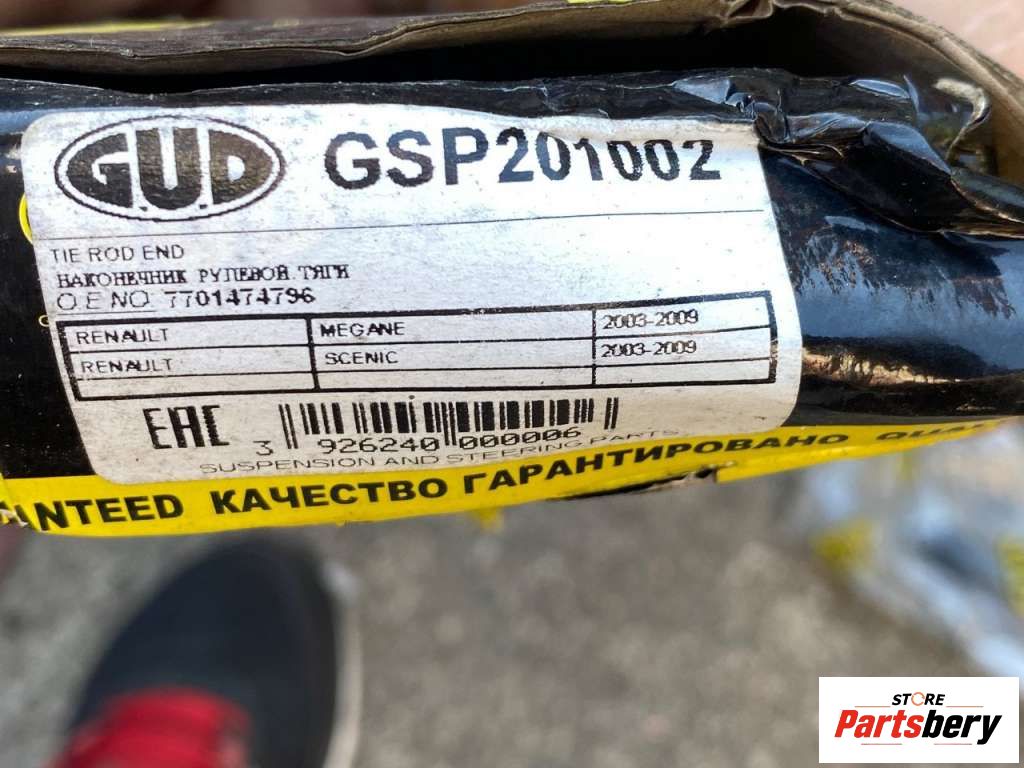 G.U.D
GSP201002
TIE ROD END
НАКОНЕЧНИК РУЛЕВОЙ ТЯГИ
O.E NO. 7701474796
RENAULT MEGANE 2003-2009
RENAULT SCENIC 2003-2009
EAC
3 926240 000006
SUSPENSION AND STEERING PARTS
ANTEED КАЧЕСТВО ГАРАНТИРОВАНО QUA
STORE
Partsbery